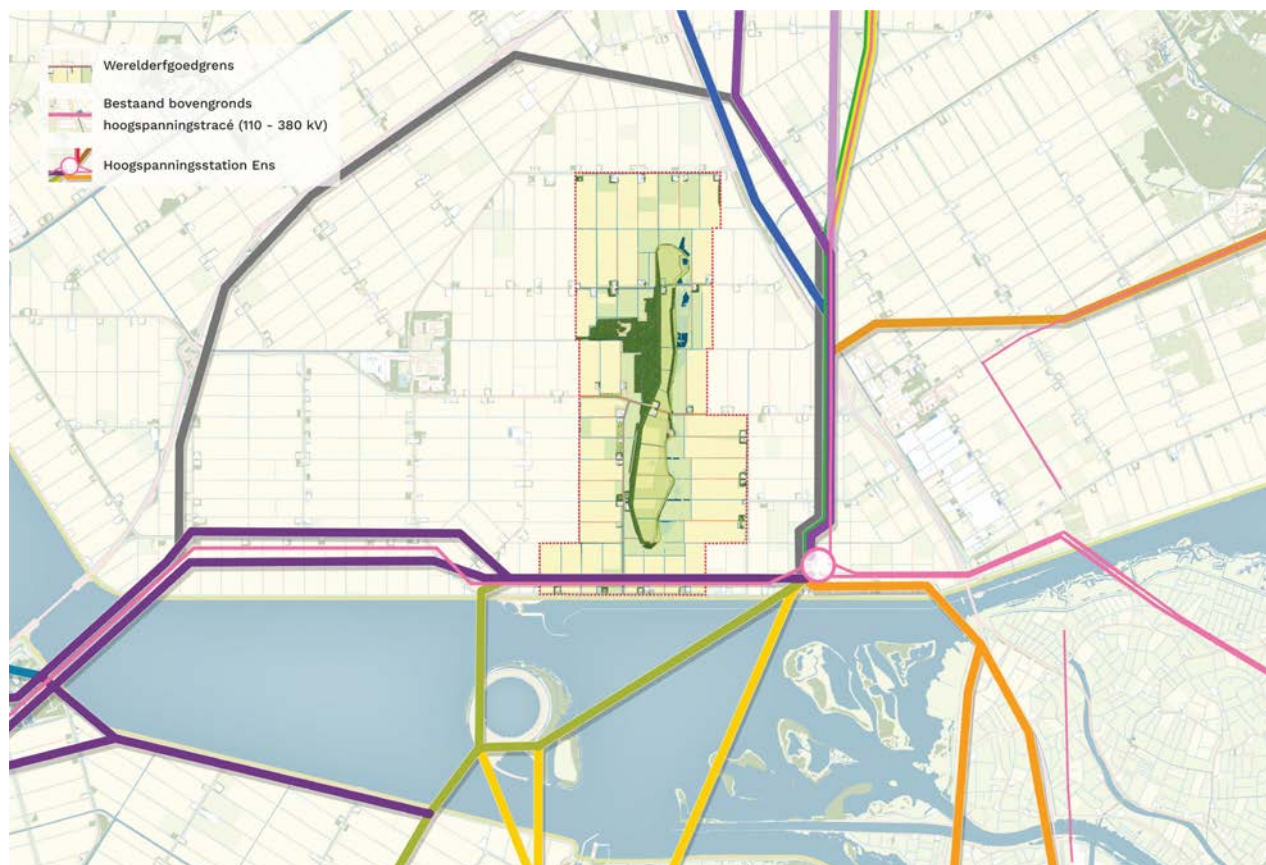 Werelderfgoedgrens
Bestaand bovengronds
hoogspanningstracé (110 - 380 kV)
Hoogspanningsstation Ens